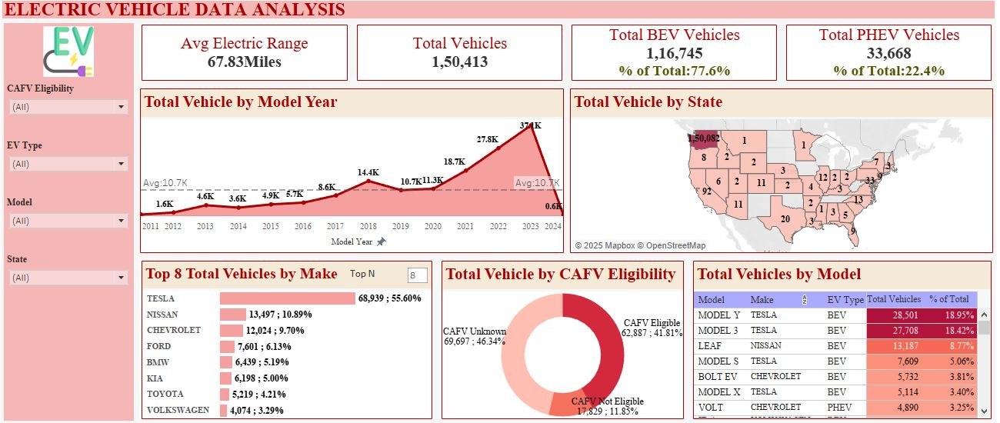 ELECTRIC VEHICLE DATA ANALYSIS
EV
CAFV Eligibility
(All)
EV Type
(All)
Model
(All)
State
(All)
Avg Electric Range
67.83Miles
Total Vehicles
1,50,413
Total BEV Vehicles
1,16,745
% of Total:77.6%
Total PHEV Vehicles
33,668
% of Total:22.4%
Total Vehicle by Model Year
37.1K
27.8K
18.7K
14.4K
10.7K
11.3K
8.6K
5.7K
4.9K
3.6K
4.6K
1.6K
0.6K
Avg:10.7K
Avg:10.7K
2011 2012 2013 2014 2015 2016 2017 2018 2019 2020 2021 2022 2023 2024
Model Year
Total Vehicle by State
1,50,082
1
1
8
2
2
3
7
3
92
6
2
11
2
4
12
2
2
33
9
3
13
11
2
1
3
5
20
3
9
© 2025 Mapbox © OpenStreetMap
Top 8 Total Vehicles by Make
Top N
8
TESLA 68,939 ; 55.60%
NISSAN 13,497 ; 10.89%
CHEVROLET 12,024 ; 9.70%
FORD 7,601 ; 6.13%
BMW 6,439 ; 5.19%
KIA 6,198 ; 5.00%
TOYOTA 5,219 ; 4.21%
VOLKSWAGEN 4,074 ; 3.29%
Total Vehicle by CAFV Eligibility
CAFV Eligible
62,887 ; 41.81%
CAFV Unknown
69,697 ; 46.34%
CAFV Not Eligible
17,829 ; 11.85%
Total Vehicles by Model
Model Make EV Type Total Vehicles % of Total
MODEL Y TESLA BEV 28,501 18.95%
MODEL 3 TESLA BEV 27,708 18.42%
LEAF NISSAN BEV 13,187 8.77%
MODEL S TESLA BEV 7,609 5.06%
BOLT EV CHEVROLET BEV 5,732 3.81%
MODEL X TESLA BEV 5,114 3.40%
VOLT CHEVROLET PHEV 4,890 3.25%